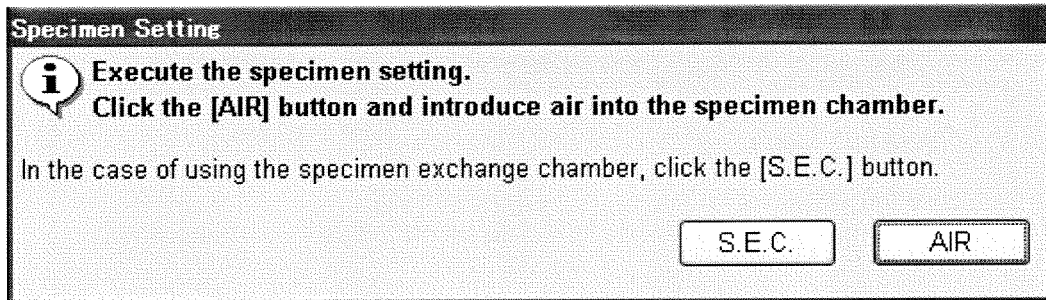 Specimen Setting
Execute the specimen setting.
Click the [AIR] button and introduce air into the specimen chamber.
In the case of using the specimen exchange chamber, click the [S.E.C.] button.
S.E.C. AIR